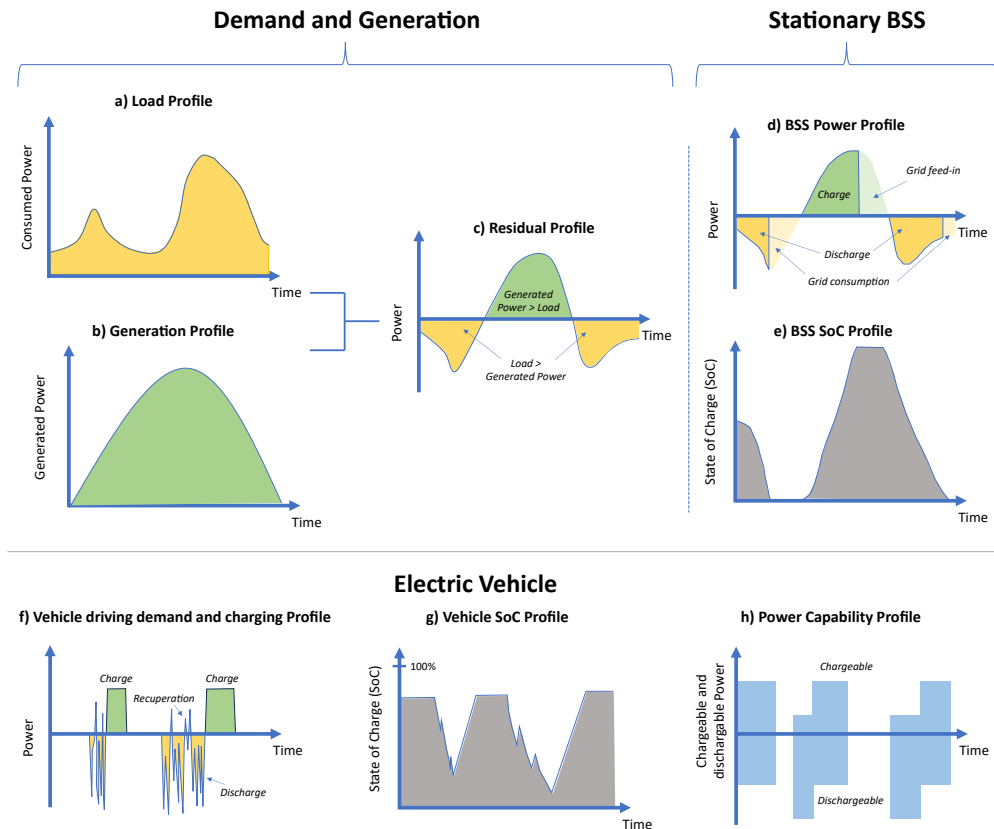 Demand and Generation
Stationary BSS
a) Load Profile
Consumed Power
Time
b) Generation Profile
Generated Power
Time
c) Residual Profile
Power
Generated
Power > Load
Time
Load >
Generated Power
d) BSS Power Profile
Power
Charge
Grid feed-in
Time
Discharge
Grid consumption
e) BSS SoC Profile
State of Charge (SoC)
Time
Electric Vehicle
f) Vehicle driving demand and charging Profile
Power
Charge
Recuperation
Charge
Time
Discharge
g) Vehicle SoC Profile
State of Charge (SoC)
100%
Time
h) Power Capability Profile
Chargeable and
dischargable Power
Chargeable
Time
Dischargeable